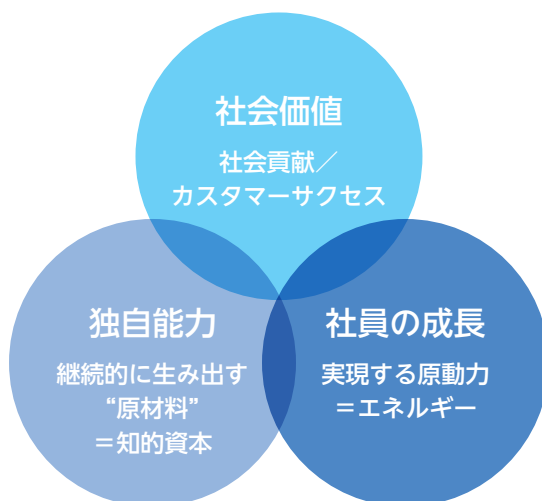 社会価値
社会貢献／
カスタマーサクセス
独自能力
継続的に生み出す
“原材料”
＝知的資本
社員の成長
実現する原動力
＝エネルギー